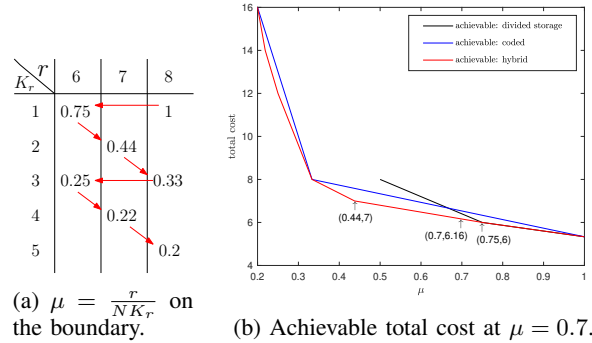 r 6 7 8
K_r
1 0.75 1
2 0.44
3 0.25 0.33
4 0.22
5 0.2
(a) μ = r/(NK_r) on
the boundary.
16
14
12
10
8
6
4
total cost
0.2 0.3 0.4 0.5 0.6 0.7 0.8 0.9 1
μ
achievable: divided storage
achievable: coded
achievable: hybrid
(0.44,7)
(0.7,6.16)
(0.75,6)
(b) Achievable total cost at μ = 0.7.